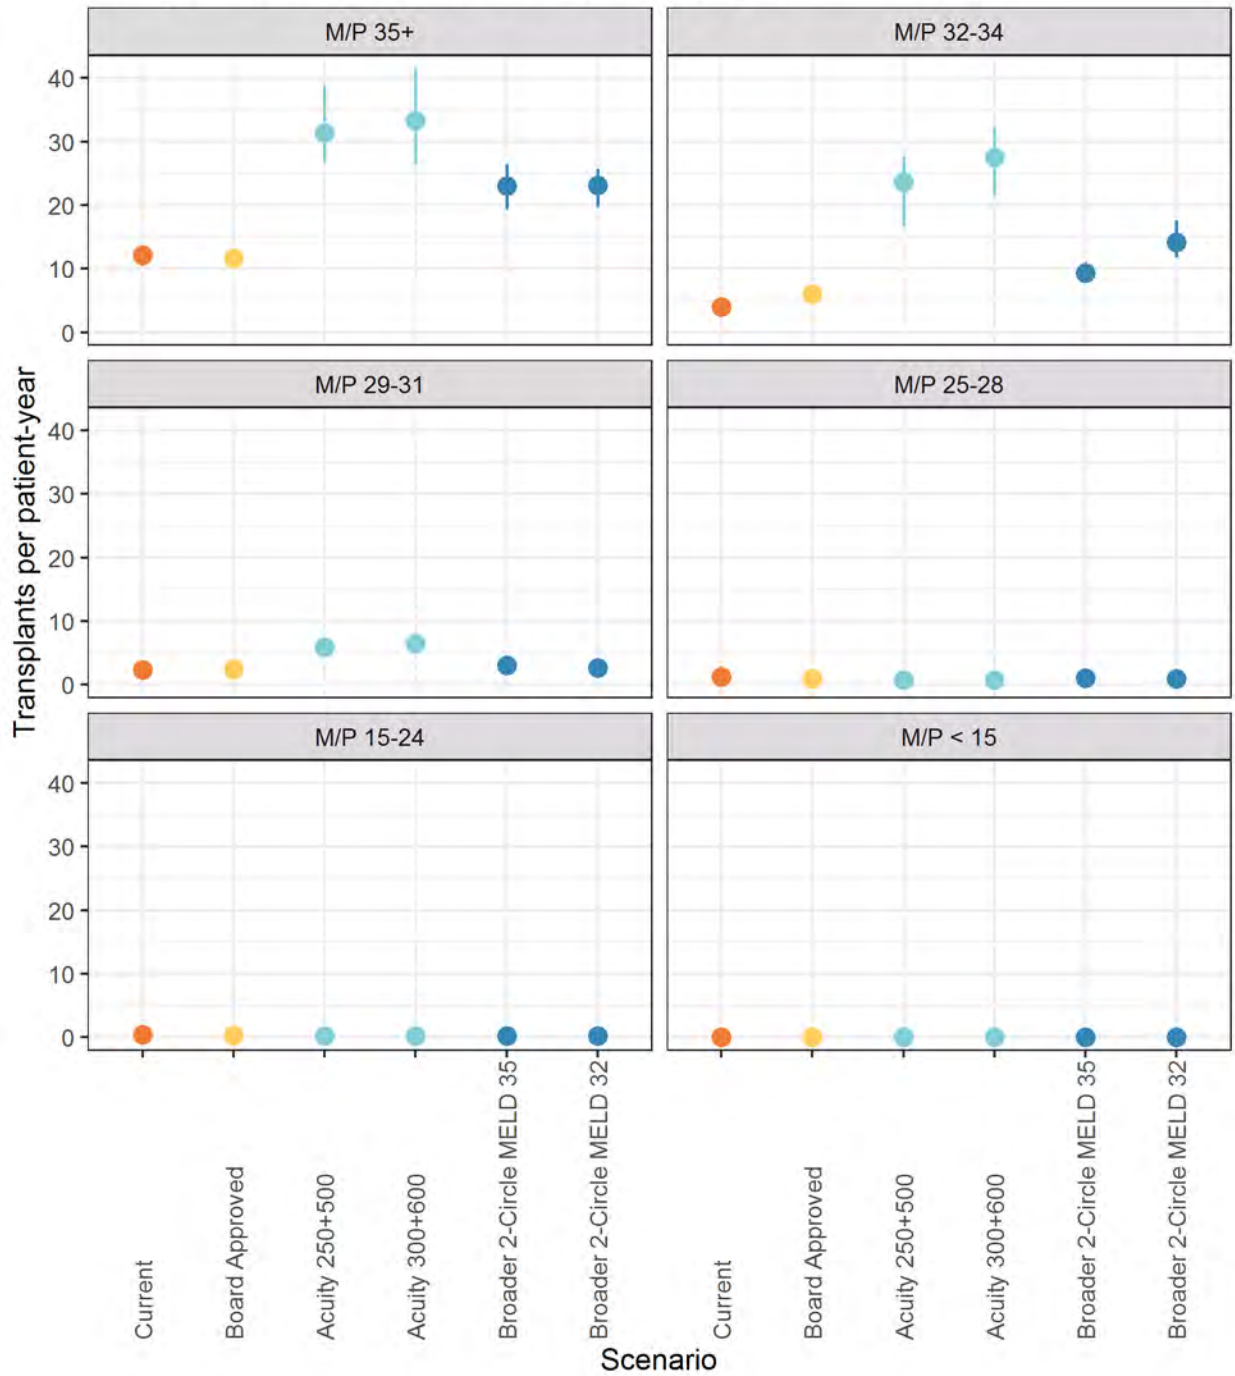 M/P 35+
M/P 32-34
40
30
20
10
0
M/P 29-31
M/P 25-28
40
30
20
10
0
M/P 15-24
M/P < 15
40
30
20
10
0
Transplants per patient-year
Current
Board Approved
Acuity 250+500
Acuity 300+600
Broader 2-Circle MELD 35
Broader 2-Circle MELD 32
Current
Board Approved
Acuity 250+500
Acuity 300+600
Broader 2-Circle MELD 35
Broader 2-Circle MELD 32
Scenario